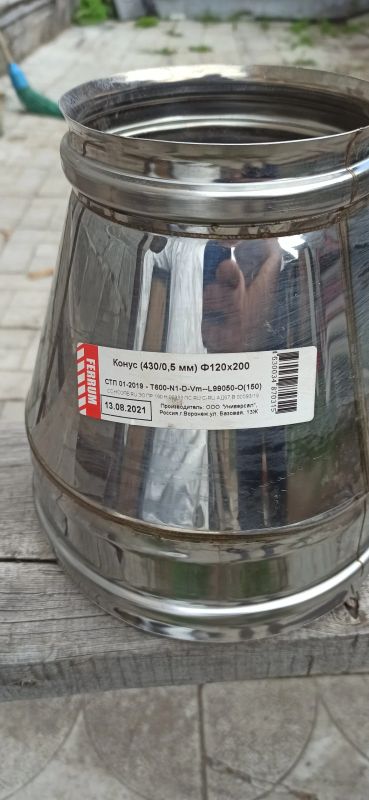 FERRUM
Конус (430/0,5 мм) Ф120х200
СТП 01-2019 - Т600-N1-D-Vm--L99050-O(150)
13.08.2021
Производитель: ООО "Универсал",
Россия г.Воронеж ул. Базовая, 13Ж